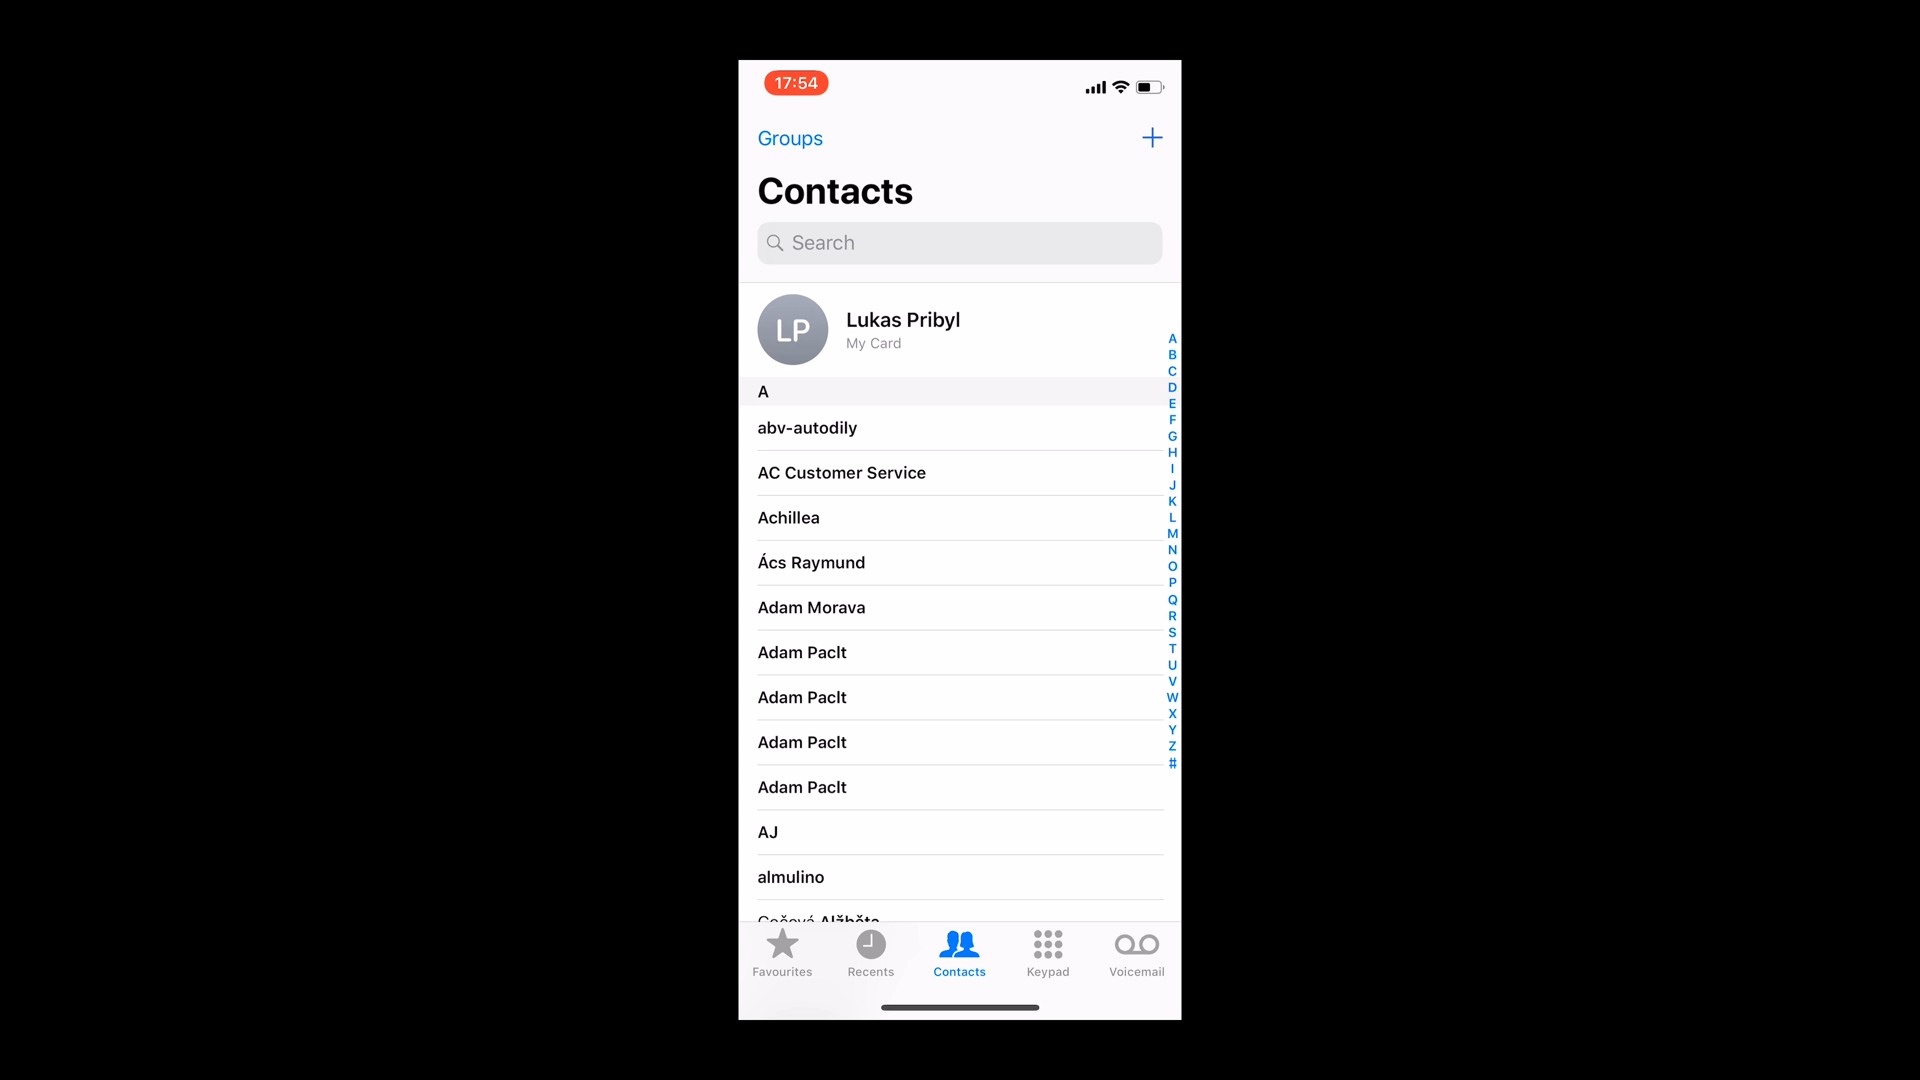 17:54
Groups
Contacts
Search
LP
Lukas Pribyl
My Card
A
abv-autodily
AC Customer Service
Achillea
Ács Raymund
Adam Morava
Adam Paclt
Adam Paclt
Adam Paclt
Adam Paclt
AJ
almulino
Alžběta
A
B
C
D
E
F
G
H
I
J
K
L
M
N
O
P
Q
R
S
T
U
V
W
X
Y
Z
#
Favourites
Recents
Contacts
Keypad
Voicemail